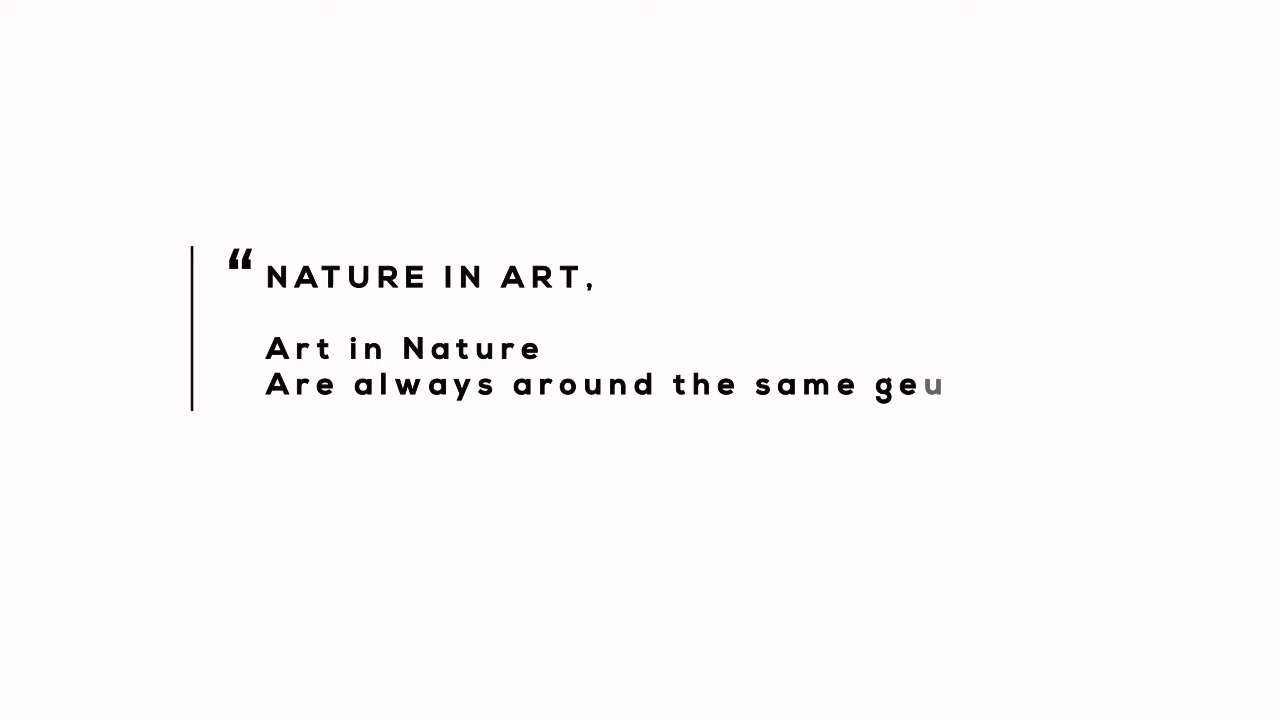 “ NATURE IN ART,
Art in Nature
Are always around the same geu